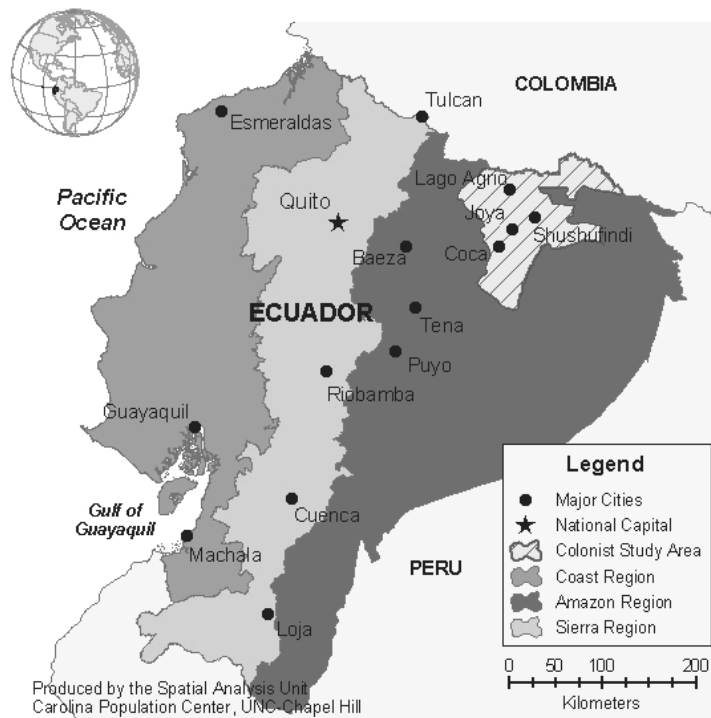 COLOMBIA
Tulcan
Esmeraldas
Lago Agrio
Pacific
Ocean
Quito
Joya
Shushufindi
Baeza
Coca
ECUADOR
Tena
Puyo
Riobamba
Guayaquil
Legend
Major Cities
National Capital
Colonist Study Area
Coast Region
Amazon Region
Sierra Region
Gulf of
Guayaquil
Cuenca
Machala
PERU
Loja
0 50 100 200
Kilometers
Produced by the Spatial Analysis Unit
Carolina Population Center, UNC-Chapel Hill